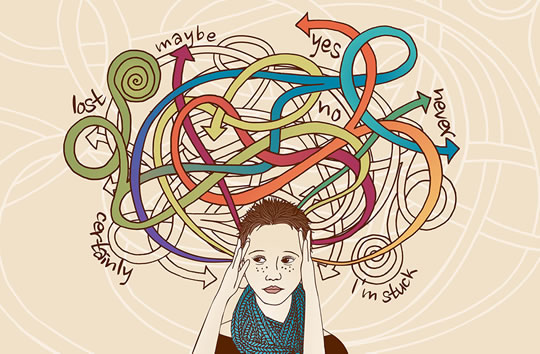 maybe
yes
lost
no
never
certainly
I'm stuck